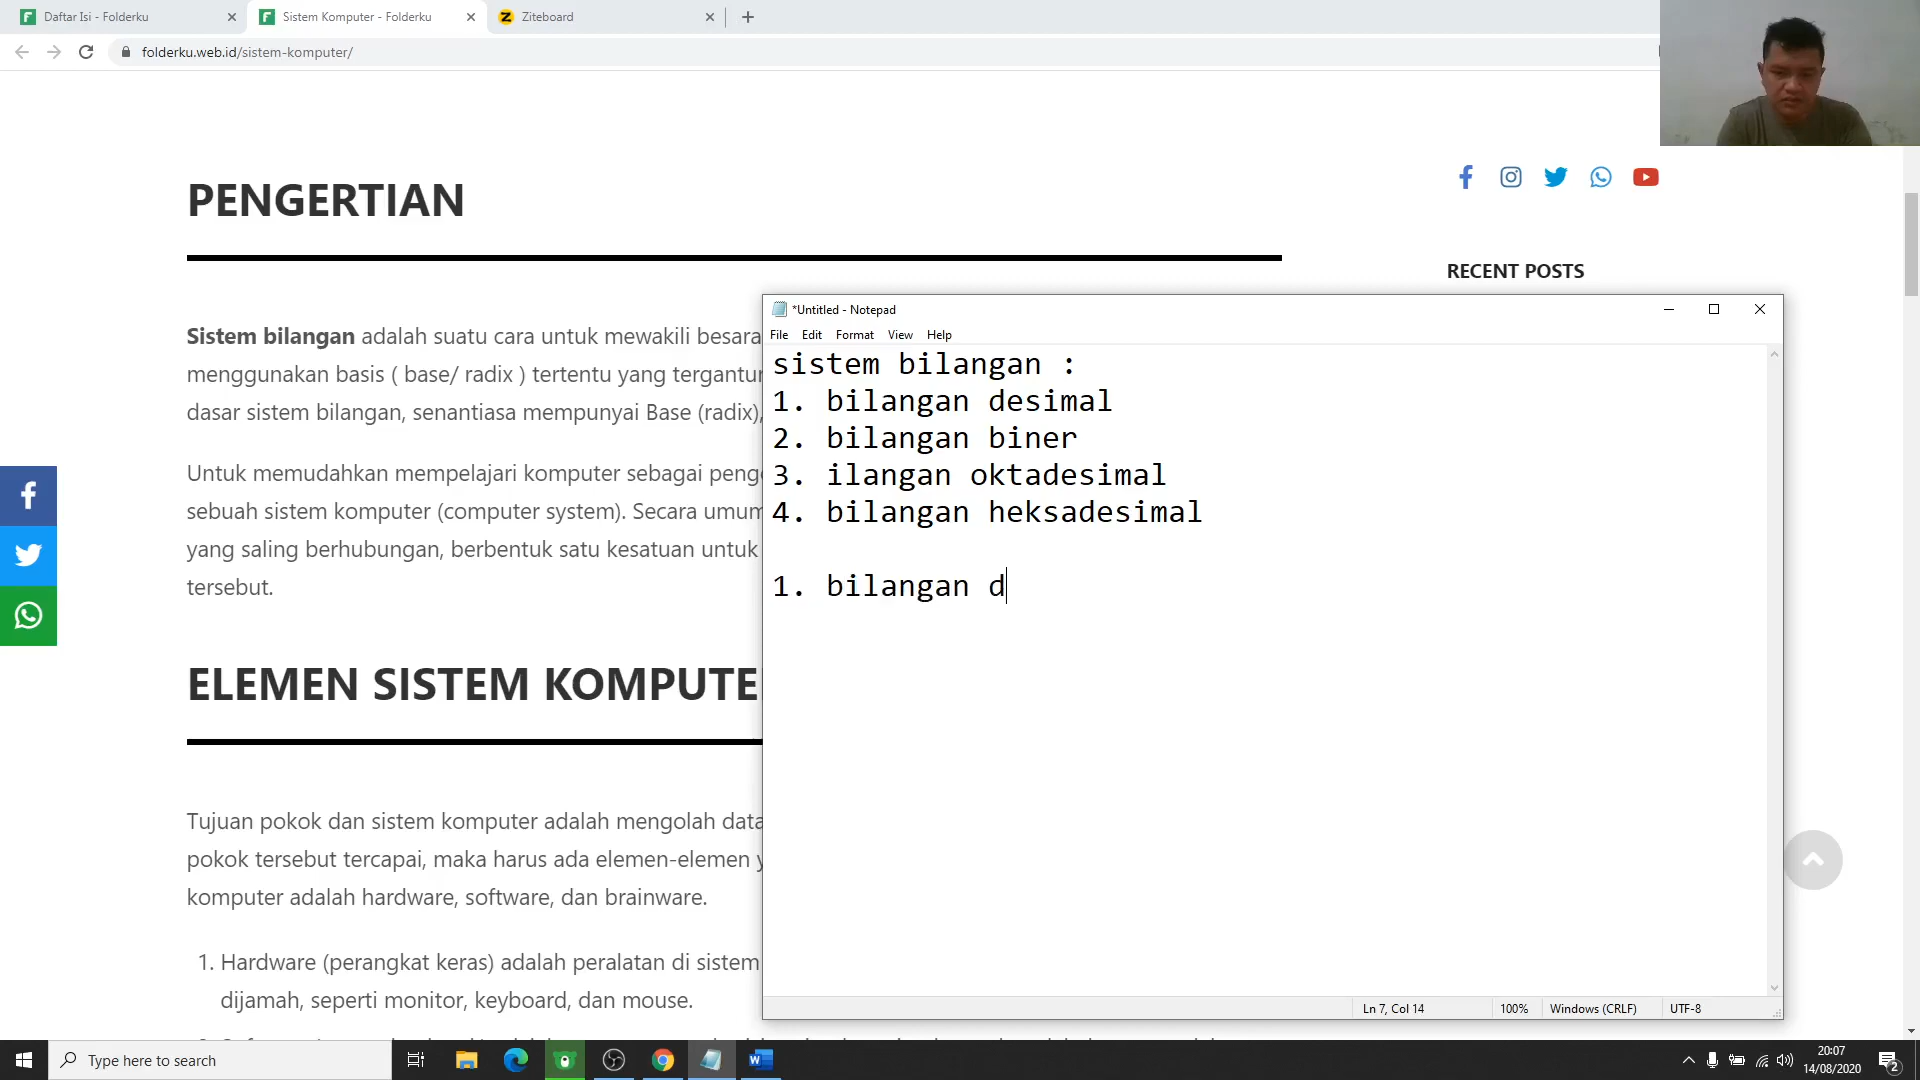 Daftar Isi - Folderku
Sistem Komputer - Folderku
Ziteboard
folderku.web.id/sistem-komputer/
PENGERTIAN
RECENT POSTS
Sistem bilangan adalah suatu cara untuk mewakili besara
menggunakan basis ( base/ radix ) tertentu yang tergantun
dasar sistem bilangan, senantiasa mempunyai Base (radix),
Untuk memudahkan mempelajari komputer sebagai penge
sebuah sistem komputer (computer system). Secara umum
yang saling berhubungan, berbentuk satu kesatuan untuk
tersebut.
ELEMEN SISTEM KOMPUTE
Tujuan pokok dan sistem komputer adalah mengolah data
pokok tersebut tercapai, maka harus ada elemen-elemen y
komputer adalah hardware, software, dan brainware.
1. Hardware (perangkat keras) adalah peralatan di sistem
dijamah, seperti monitor, keyboard, dan mouse.
*Untitled - Notepad
File Edit Format View Help
sistem bilangan :
1. bilangan desimal
2. bilangan biner
3. ilangan oktadesimal
4. bilangan heksadesimal
1. bilangan d
Ln 7, Col 14
100%
Windows (CRLF)
UTF-8
Type here to search
20:07
14/08/2020
2